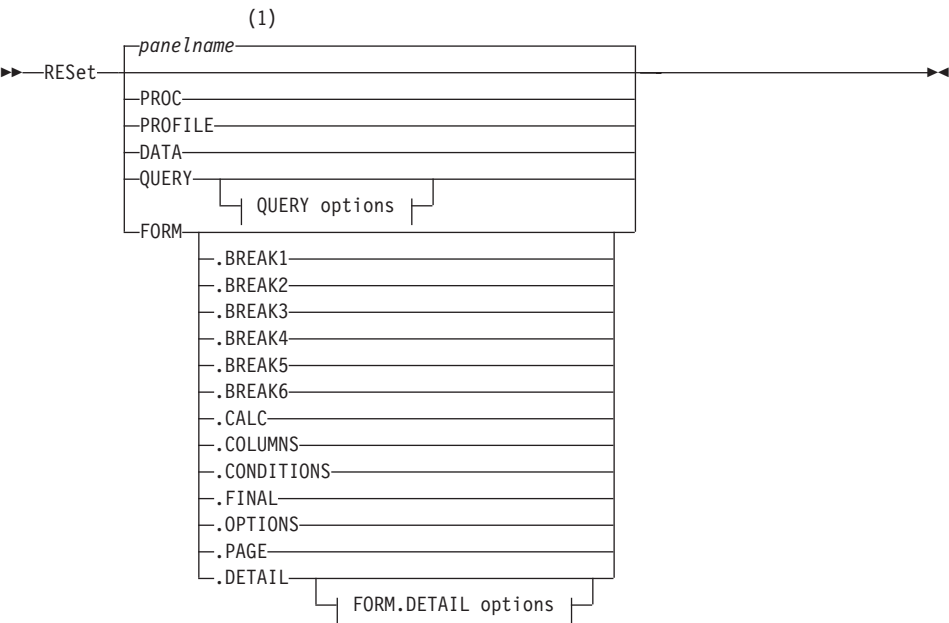 (1)
panelname
RESet
PROC
PROFILE
DATA
QUERY
QUERY options
FORM
.BREAK1
.BREAK2
.BREAK3
.BREAK4
.BREAK5
.BREAK6
.CALC
.COLUMNS
.CONDITIONS
.FINAL
.OPTIONS
.PAGE
.DETAIL
FORM.DETAIL options